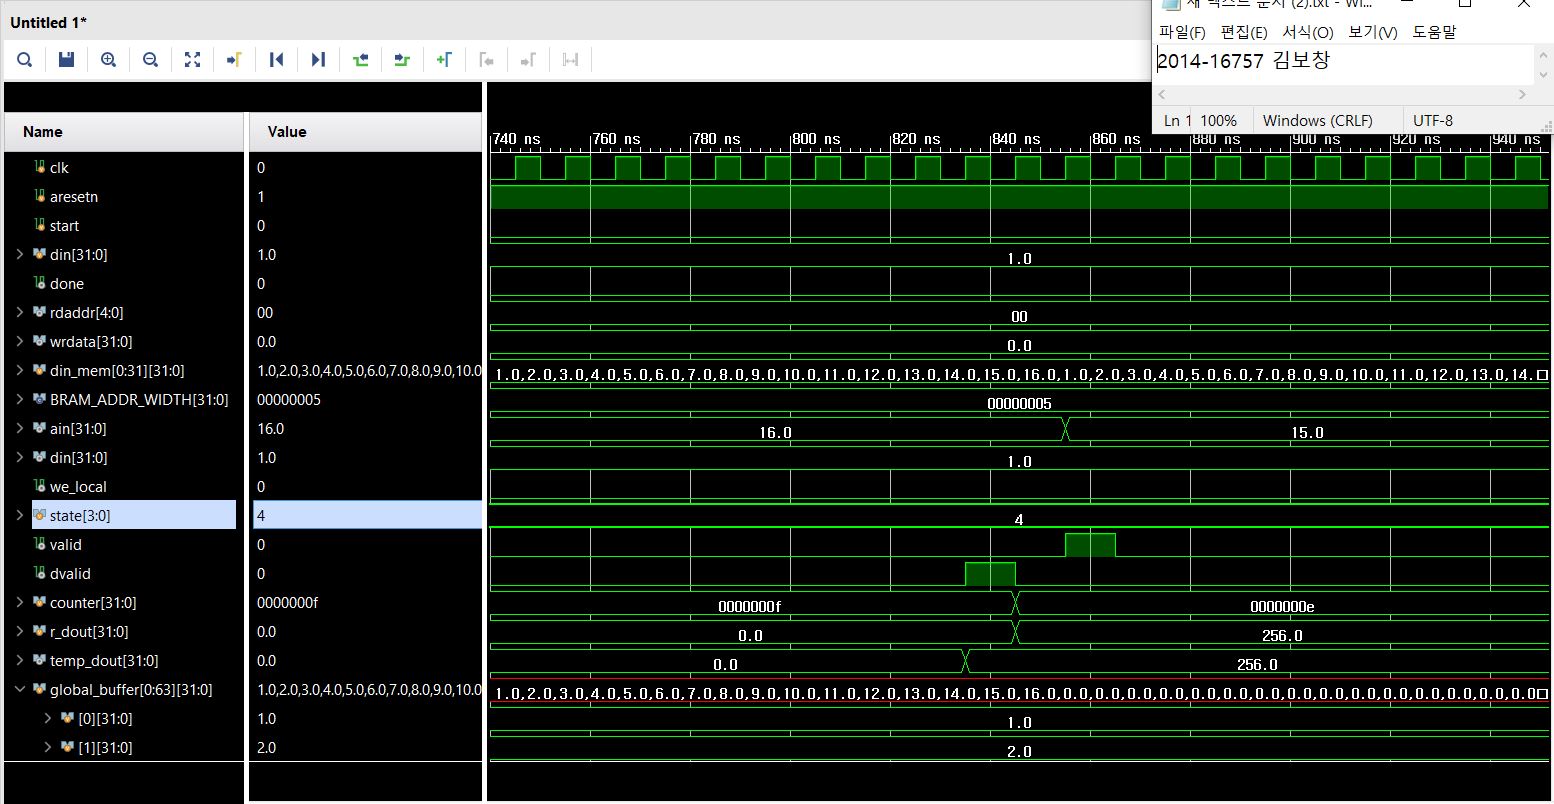 Untitled 1*
파일(F) 편집(E) 서식(O) 보기(V) 도움말
2014-16757 김보창
Ln 1 100% Windows (CRLF) UTF-8
Name Value
740 ns 760 ns 780 ns 800 ns 820 ns 840 ns 860 ns 880 ns 900 ns 920 ns 940 ns
clk 0
aresetn 1
start 0
din[31:0] 1.0 1.0
done 0
rdaddr[4:0] 00 00
wrdata[31:0] 0.0 0.0
din_mem[0:31][31:0] 1.0,2.0,3.0,4.0,5.0,6.0,7.0,8.0,9.0,10.0 1.0,2.0,3.0,4.0,5.0,6.0,7.0,8.0,9.0,10.0,11.0,12.0,13.0,14.0,15.0,16.0,1.0,2.0,3.0,4.0,5.0,6.0,7.0,8.0,9.0,10.0,11.0,12.0,13.0,14.
BRAM_ADDR_WIDTH[31:0] 00000005 00000005
ain[31:0] 16.0 16.0 15.0
din[31:0] 1.0 1.0
we_local 0
state[3:0] 4 4
valid 0
dvalid 0
counter[31:0] 0000000f 0000000f 0000000e
r_dout[31:0] 0.0 0.0 256.0
temp_dout[31:0] 0.0 0.0 256.0
global_buffer[0:63][31:0] 1.0,2.0,3.0,4.0,5.0,6.0,7.0,8.0,9.0,10.0 1.0,2.0,3.0,4.0,5.0,6.0,7.0,8.0,9.0,10.0,11.0,12.0,13.0,14.0,15.0,16.0,0.0,0.0,0.0,0.0,0.0,0.0,0.0,0.0,0.0,0.0,0.0,0.0,0.0,0.0,0.0
[0][31:0] 1.0 1.0
[1][31:0] 2.0 2.0